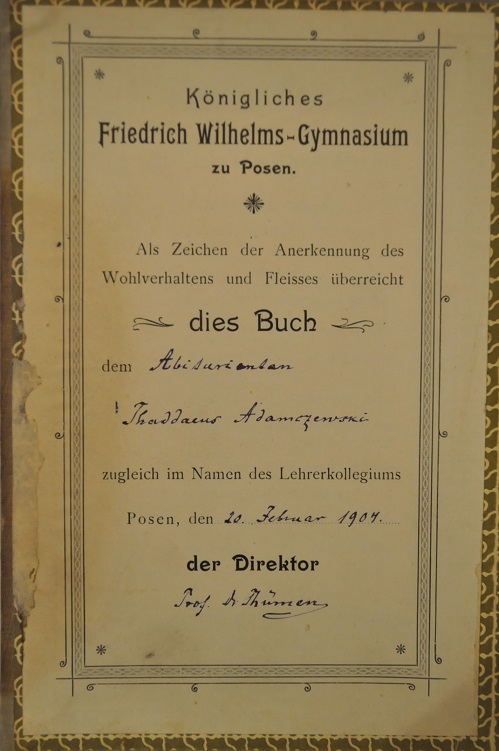 Königliches
Friedrich Wilhelms-Gymnasium
zu Posen.
Als Zeichen der Anerkennung des
Wohlverhaltens und Fleisses überreicht
dies Buch
dem Abiturienten
Thaddaeus Adamczewski
zugleich im Namen des Lehrerkollegiums
Posen, den 20. Februar 1904.
der Direktor
Prof. Dr Thümen